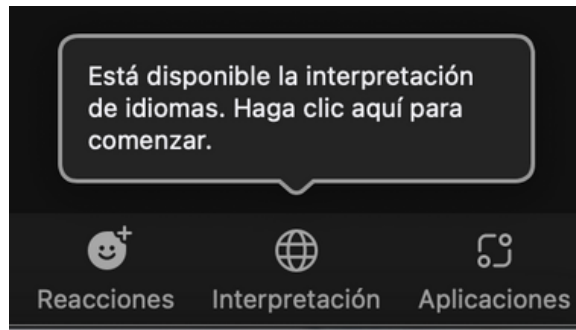 Está disponible la interpretación
de idiomas. Haga clic aquí para
comenzar.
Reacciones Interpretación Aplicaciones